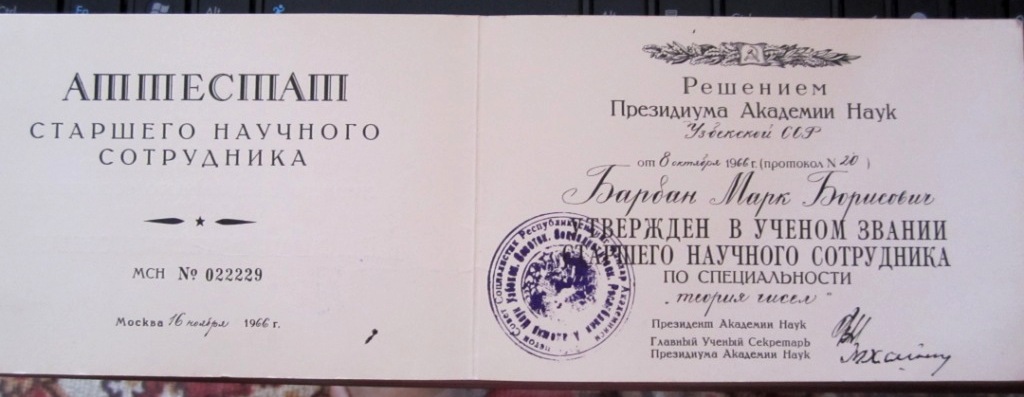 АТТЕСТАТ
СТАРШЕГО НАУЧНОГО
СОТРУДНИКА
МСН № 022229
Москва 16 ноября 1966 г.
Решением
Президиума Академии Наук
Узбекской ССР
от 8 октября 1966 г. (протокол N 20)
Барбан Марк Борисович
УТВЕРЖДЕН В УЧЕНОМ ЗВАНИИ
СТАРШЕГО НАУЧНОГО СОТРУДНИКА
ПО СПЕЦИАЛЬНОСТИ
„теория чисел"
Президент Академии Наук
Главный Ученый Секретарь
Президиума Академии Наук